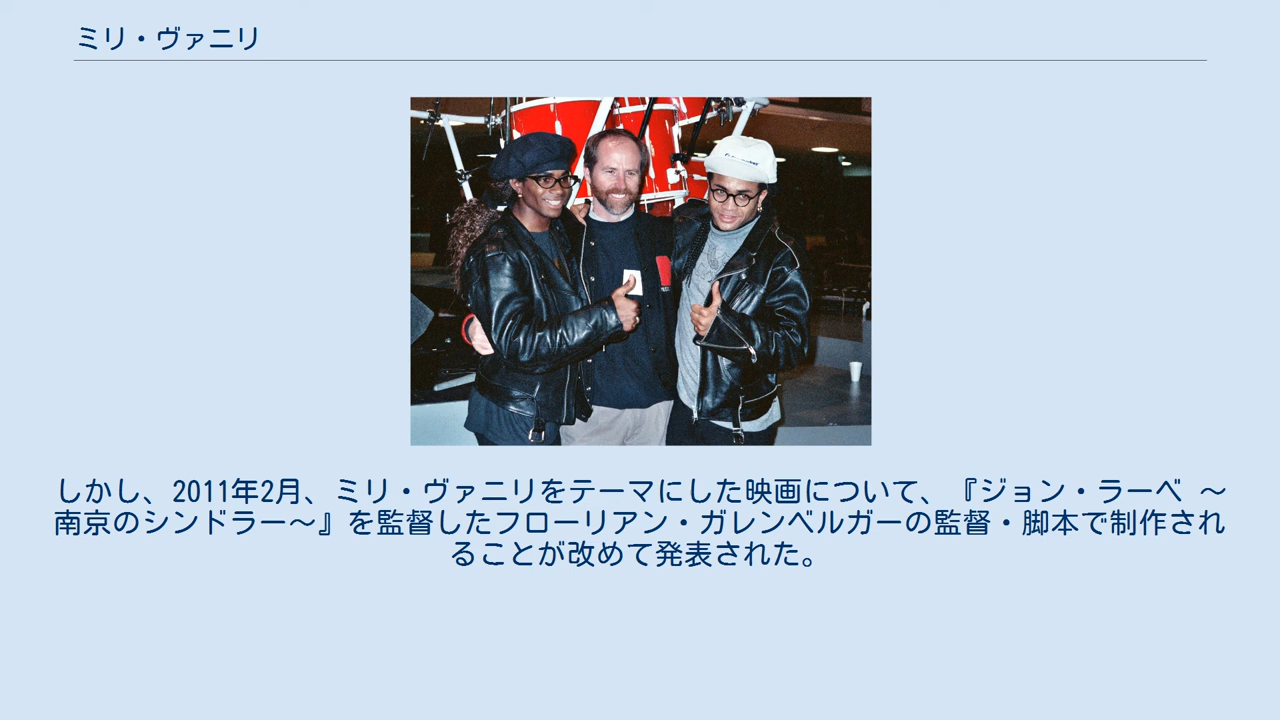 ミリ・ヴァニリ
しかし、2011年2月、ミリ・ヴァニリをテーマにした映画について、『ジョン・ラーベ ～
南京のシンドラー～』を監督したフローリアン・ガレンベルガーの監督・脚本で制作され
ることが改めて発表された。